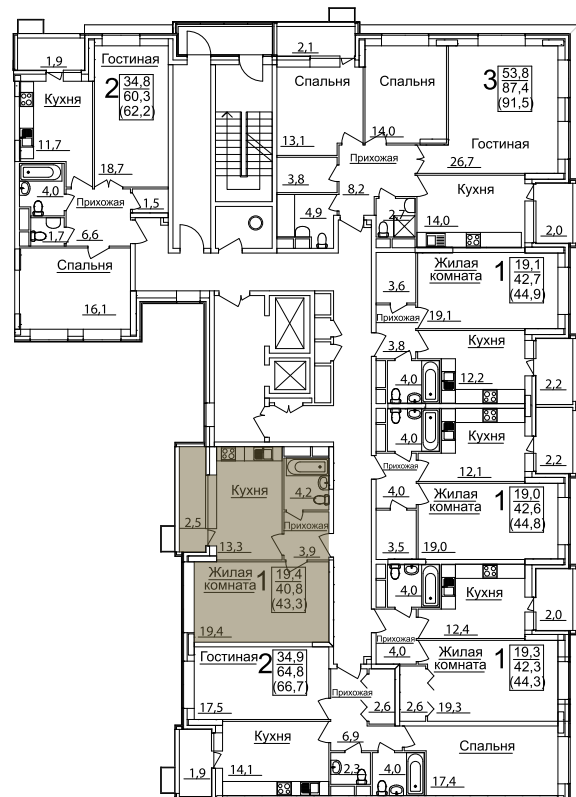 1,9
Кухня
11,7
Гостиная
2
34,8
60,3
(62,2)
18,7
4,0
Прихожая
1,5
1,7
6,6
Спальня
16,1
2,1
Спальня
13,1
Спальня
14,0
3
53,8
87,4
(91,5)
Гостиная
26,7
Прихожая
3,8
8,2
4,9
2,7
Кухня
14,0
2,0
Жилая
комната
1
19,1
42,7
(44,9)
3,6
Прихожая
19,1
3,8
Кухня
4,0
12,2
2,2
4,0
Кухня
2,2
Прихожая
12,1
4,0
Жилая
комната
1
19,0
42,6
(44,8)
3,5
19,0
2,5
Кухня
13,3
4,2
Прихожая
3,9
Жилая
комната
1
19,4
40,8
(43,3)
19,4
4,0
Кухня
2,0
12,4
Прихожая
4,0
Жилая
комната
1
19,3
42,3
(44,3)
2,6
19,3
Гостиная
2
34,9
64,8
(66,7)
17,5
Прихожая
2,6
Кухня
6,9
1,9
14,1
2,3
4,0
Спальня
17,4